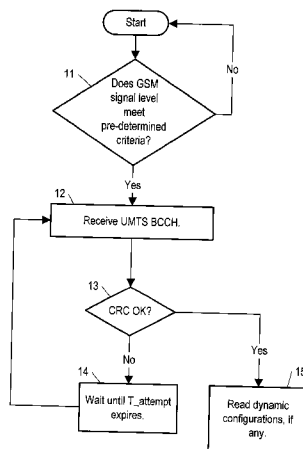 Start
No
11
Does GSM
signal level
meet
pre-determined
criteria?
Yes
12
Receive UMTS BCCH.
13
CRC OK?
No
Yes
14
Wait until T_attempt
expires.
15
Read dynamic
configurations, if
any.